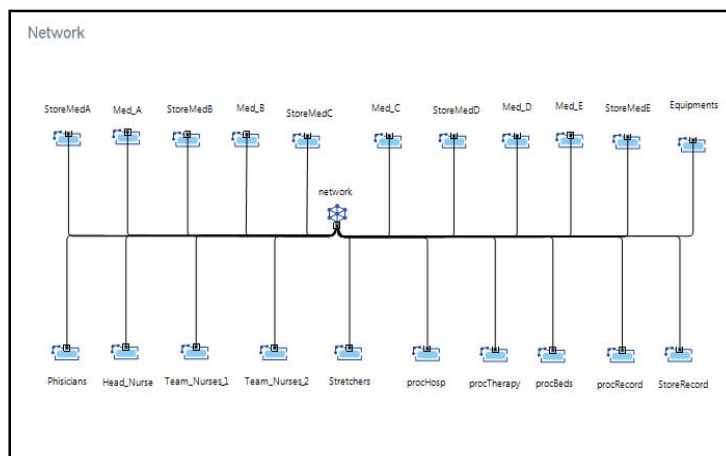 Network
StoreMedA
Med_A
StoreMedB
Med_B
StoreMedC
Med_C
StoreMedD
Med_D
Med_E
StoreMedE
Equipments
network
Phisicians
Head_Nurse
Team_Nurses_1
Team_Nurses_2
Stretchers
procHosp
procTherapy
procBeds
procRecord
StoreRecord